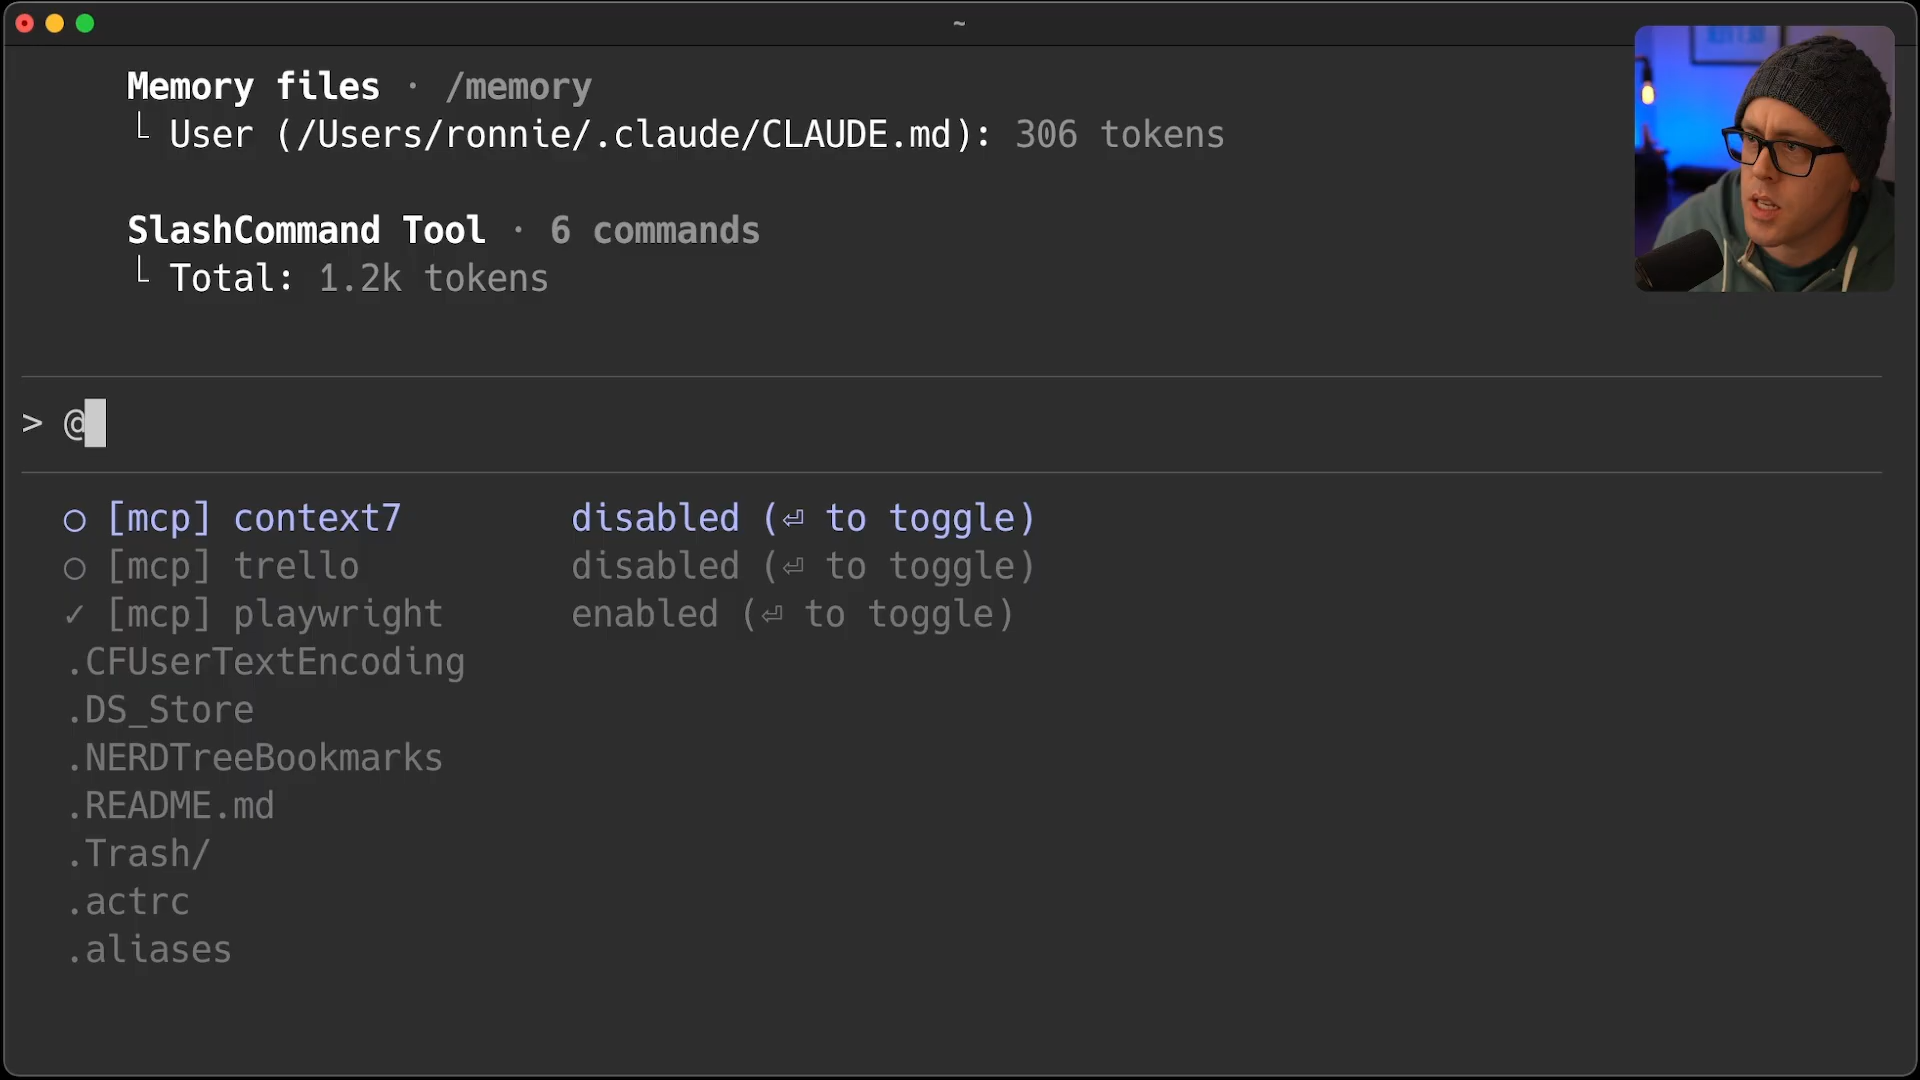 ~
Memory files · /memory
└ User (/Users/ronnie/.claude/CLAUDE.md): 306 tokens
SlashCommand Tool · 6 commands
└ Total: 1.2k tokens
> @
○ [mcp] context7 disabled (⏎ to toggle)
○ [mcp] trello disabled (⏎ to toggle)
✓ [mcp] playwright enabled (⏎ to toggle)
.CFUserTextEncoding
.DS_Store
.NERDTreeBookmarks
.README.md
.Trash/
.actrc
.aliases